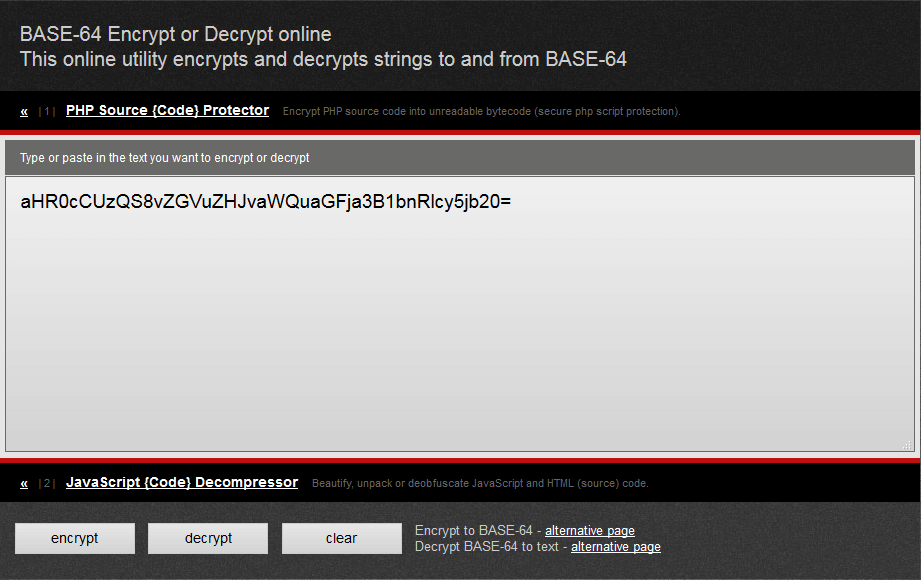 BASE-64 Encrypt or Decrypt online
This online utility encrypts and decrypts strings to and from BASE-64
« | 1 | PHP Source {Code} Protector Encrypt PHP source code into unreadable bytecode (secure php script protection).
Type or paste in the text you want to encrypt or decrypt
aHR0cCUzQS8vZGVuZHJvaWQuaGFja3B1bnRlcy5jb20=
« | 2 | JavaScript {Code} Decompressor Beautify, unpack or deobfuscate JavaScript and HTML (source) code.
encrypt decrypt clear
Encrypt to BASE-64 - alternative page
Decrypt BASE-64 to text - alternative page